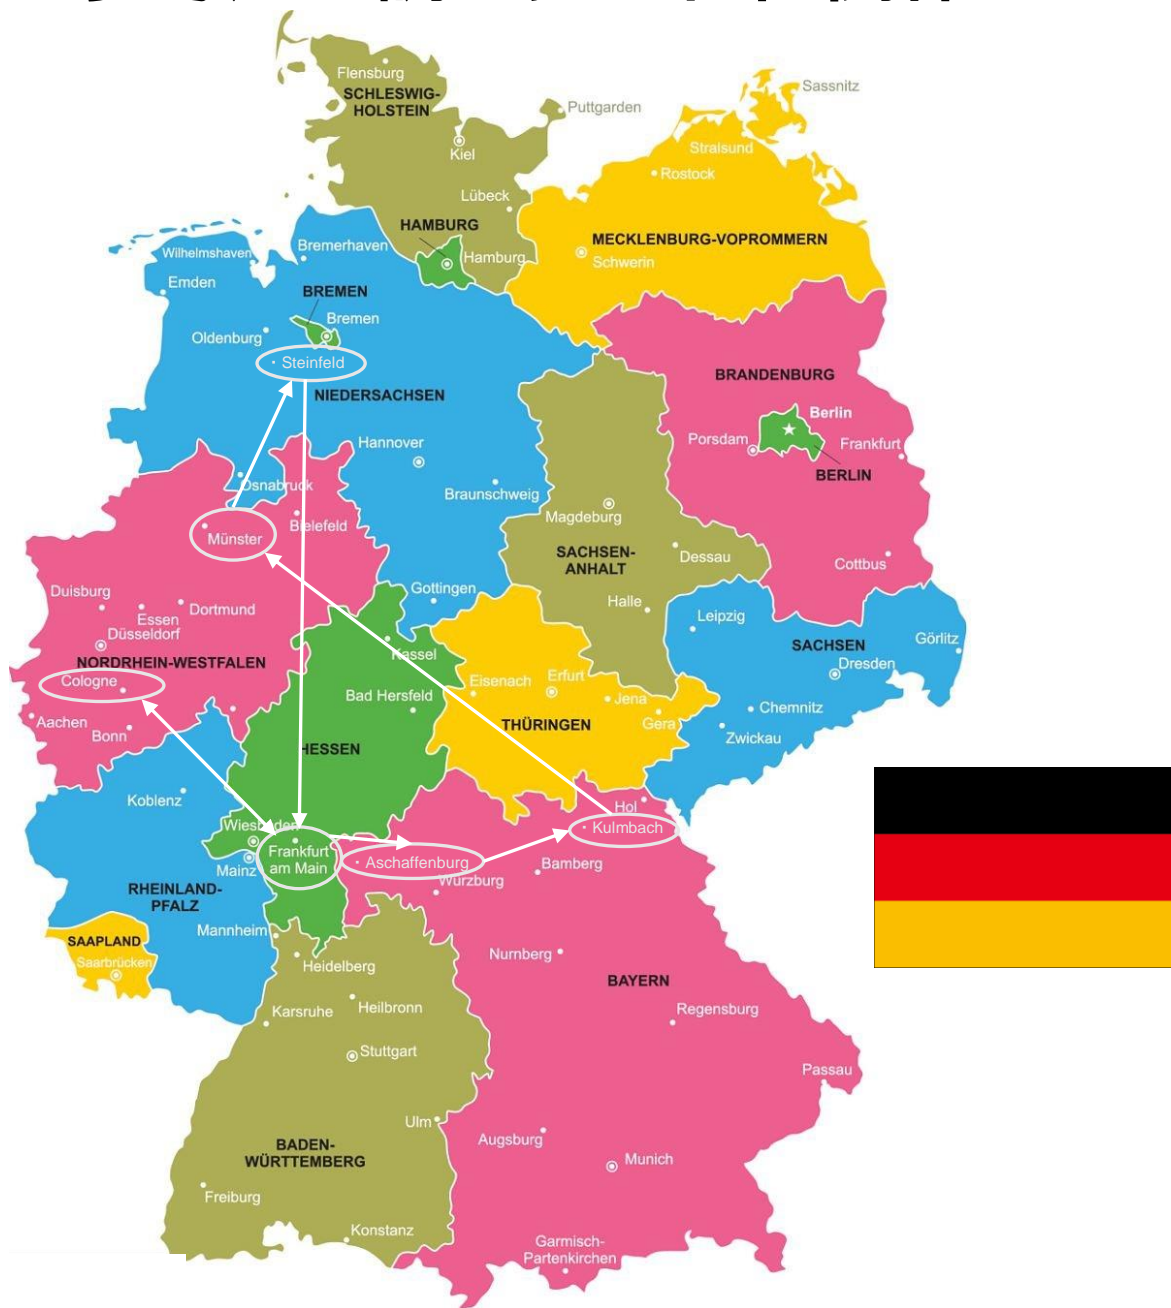 Flensburg
SCHLESWIG-
HOLSTEIN
Sassnitz
Puttgarden
Kiel
Stralsund
Rostock
Lübeck
HAMBURG
Hamburg
MECKLENBURG-VOPROMMERN
Schwerin
Wilhelmshaven
Bremerhaven
Emden
BREMEN
Bremen
Oldenburg
Steinfeld
NIEDERSACHSEN
BRANDENBURG
Berlin
Porsdam
Frankfurt
BERLIN
Hannover
Osnabruck
Braunschweig
Bielefeld
Münster
Magdeburg
SACHSEN-
ANHALT
Dessau
Cottbus
Duisburg
Essen
Dortmund
Düsseldorf
Gottingen
Halle
Leipzig
Görlitz
NORDRHEIN-WESTFALEN
Kassel
SACHSEN
Dresden
Cologne
Bad Hersfeld
Eisenach
Erfurt
Jena
Gera
Chemnitz
Aachen
Bonn
HESSEN
THÜRINGEN
Zwickau
Koblenz
Hol
Wiesbaden
Kulmbach
Frankfurt
am Main
Mainz
Aschaffenburg
Bamberg
Würzburg
RHEINLAND-
PFALZ
Mannheim
SAAPLAND
Saarbrücken
Heidelberg
Nurnberg
BAYERN
Karsruhe
Heilbronn
Regensburg
Stuttgart
Passau
Ulm
Augsburg
BADEN-
WÜRTTEMBERG
Munich
Freiburg
Konstanz
Garmisch-
Partenkirchen